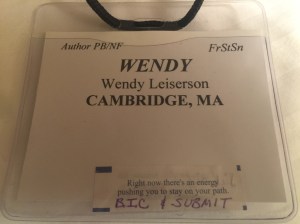 Author PB/NF FrStSn
WENDY
Wendy Leiserson
CAMBRIDGE, MA
Right now there's an energy
pushing you to stay on your path.
BIC & SUBMIT